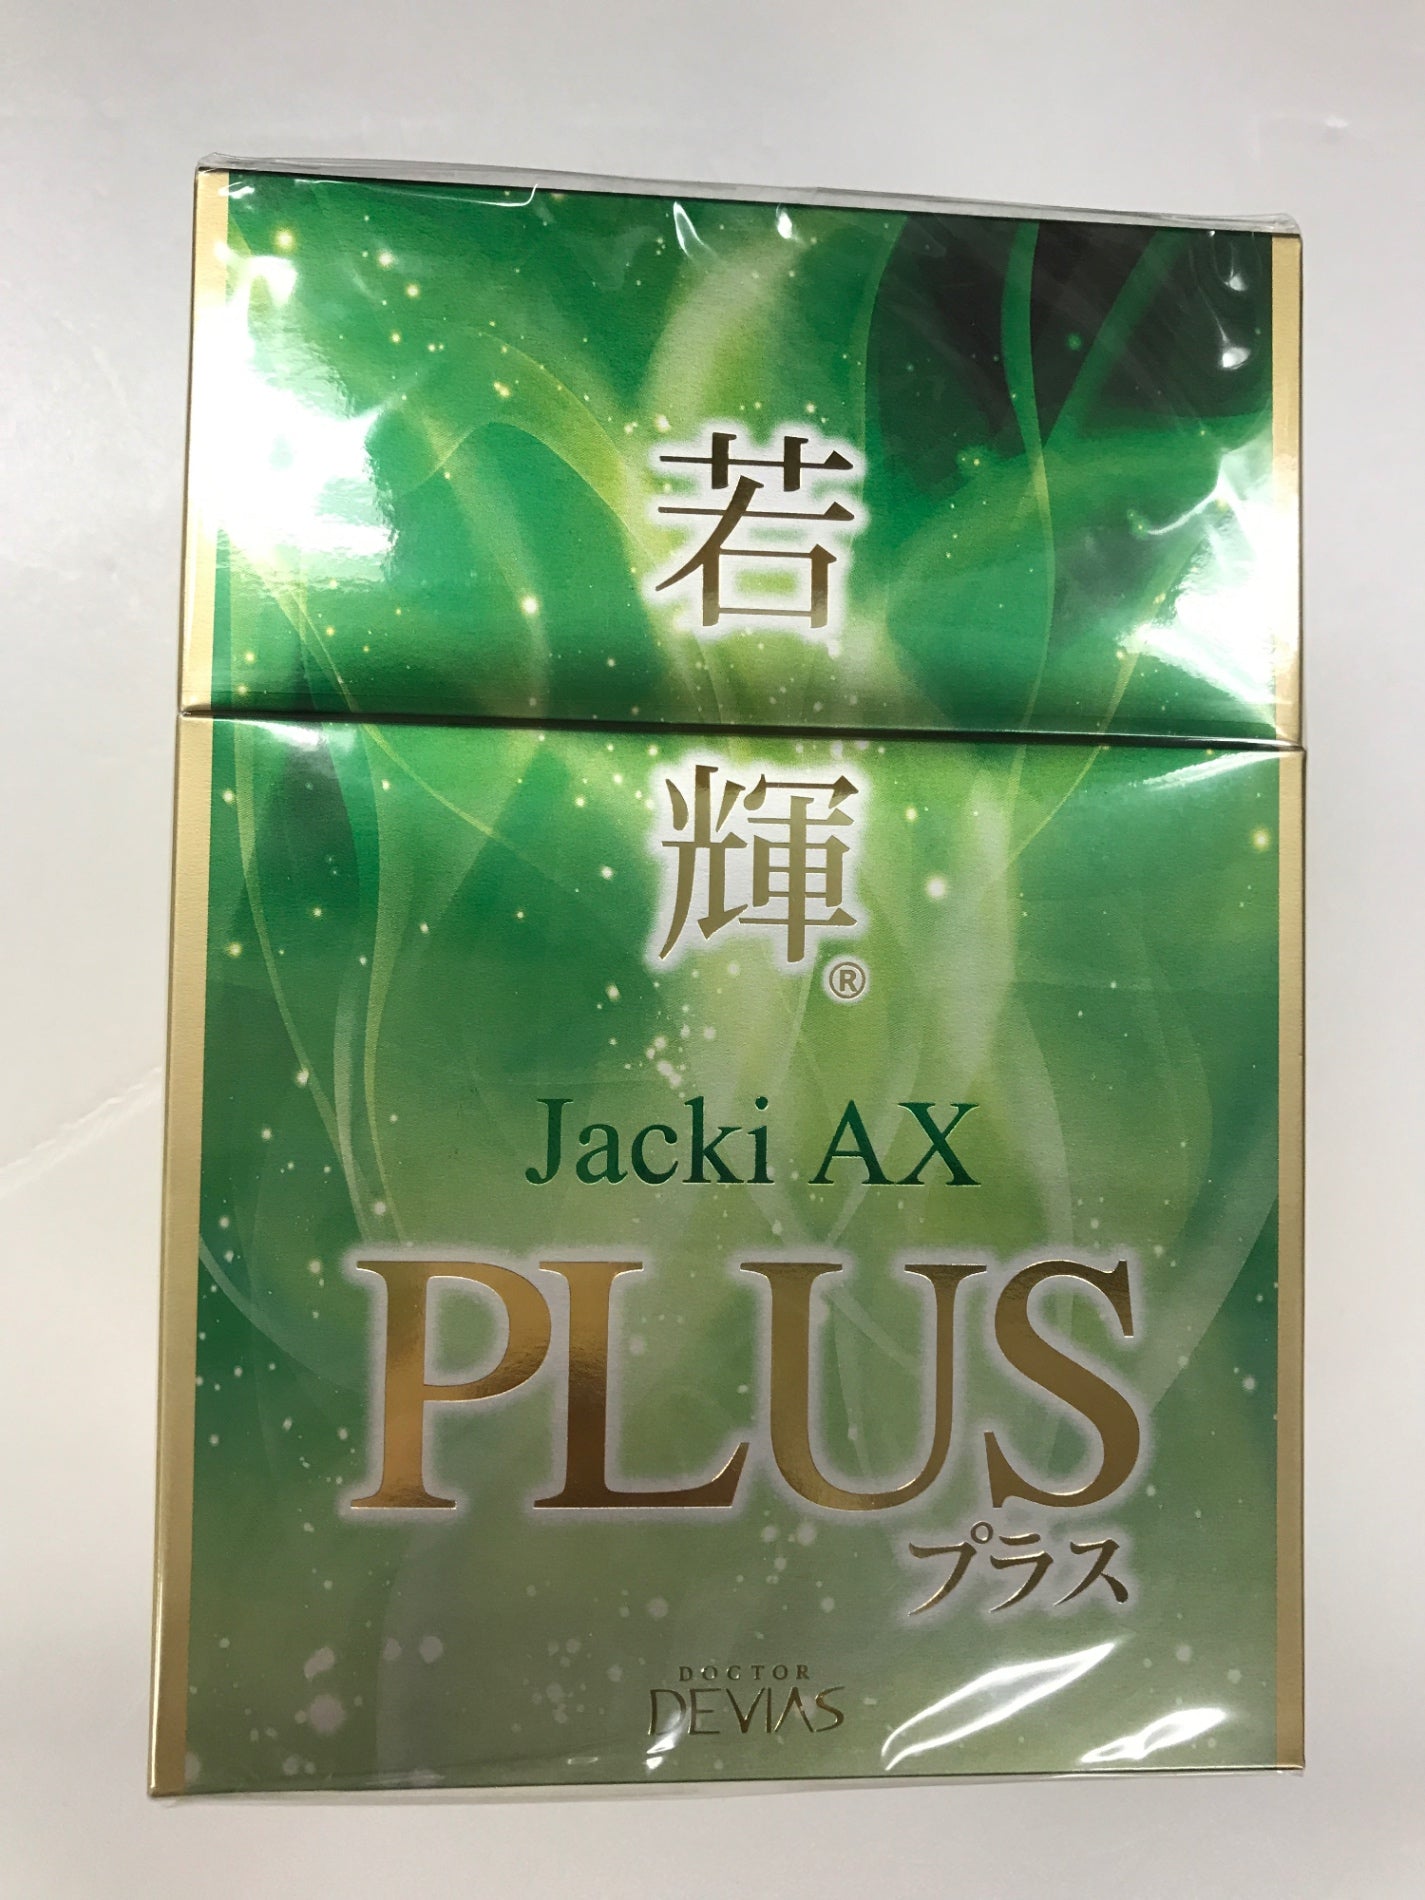 若
輝®
Jacki AX
PLUS
プラス
DOCTOR
DEVIAS